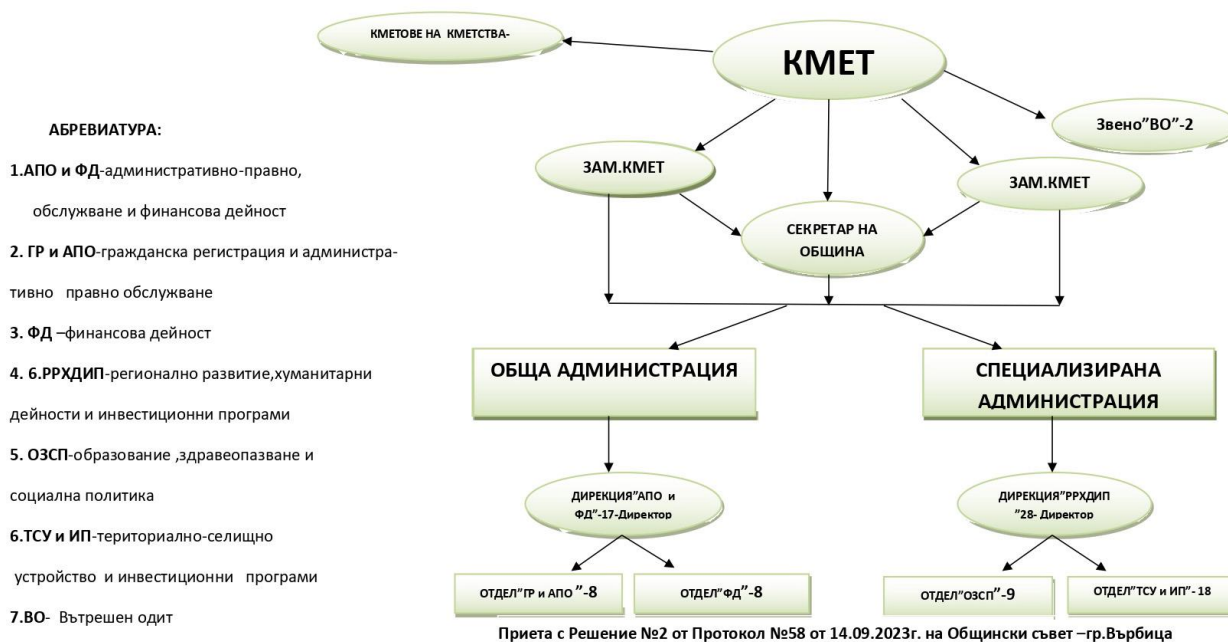 КМЕТОВЕ НА КМЕТСТВА-
КМЕТ
Звено"ВО"-2
ЗАМ.КМЕТ
ЗАМ.КМЕТ
СЕКРЕТАР НА
ОБЩИНА
АБРЕВИАТУРА:
1.АПО и ФД-административно-правно,
обслужване и финансова дейност
2. ГР и АПО-гражданска регистрация и администра-
тивно правно обслужване
3. ФД –финансова дейност
4. 6.РРХДИП-регионално развитие,хуманитарни
дейности и инвестиционни програми
5. ОЗСП-образование ,здравеопазване и
социална политика
6.ТСУ и ИП-териториално-селищно
устройство и инвестиционни програми
7.ВО- Вътрешен одит
ОБЩА АДМИНИСТРАЦИЯ
СПЕЦИАЛИЗИРАНА
АДМИНИСТРАЦИЯ
ДИРЕКЦИЯ"АПО и
ФД"-17-Директор
ДИРЕКЦИЯ"РРХДИП
"28- Директор
ОТДЕЛ"ГР и АПО "-8
ОТДЕЛ"ФД"-8
ОТДЕЛ"ОЗСП"-9
ОТДЕЛ"ТСУ и ИП"- 18
Приета с Решение №2 от Протокол №58 от 14.09.2023г. на Общински съвет –гр.Върбица